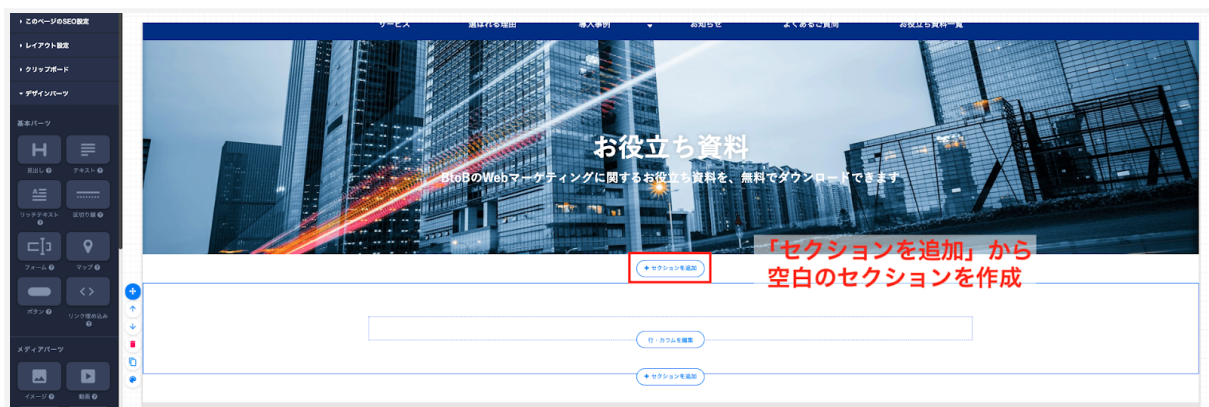 このページのSEO設定
レイアウト設定
クリップボード
デザインパーツ
基本パーツ
見出し
テキスト
リッチテキスト
区切り線
フォーム
マップ
ボタン
リンク埋め込み
メディアパーツ
イメージ
動画
サービス
選ばれる理由
導入事例
お知らせ
よくあるご質問
お役立ち資料一覧
お役立ち資料
BtoBのWebマーケティングに関するお役立ち資料を、無料でダウンロードできます
+ セクションを追加
「セクションを追加」から
空白のセクションを作成
行・カラムを編集
+ セクションを追加